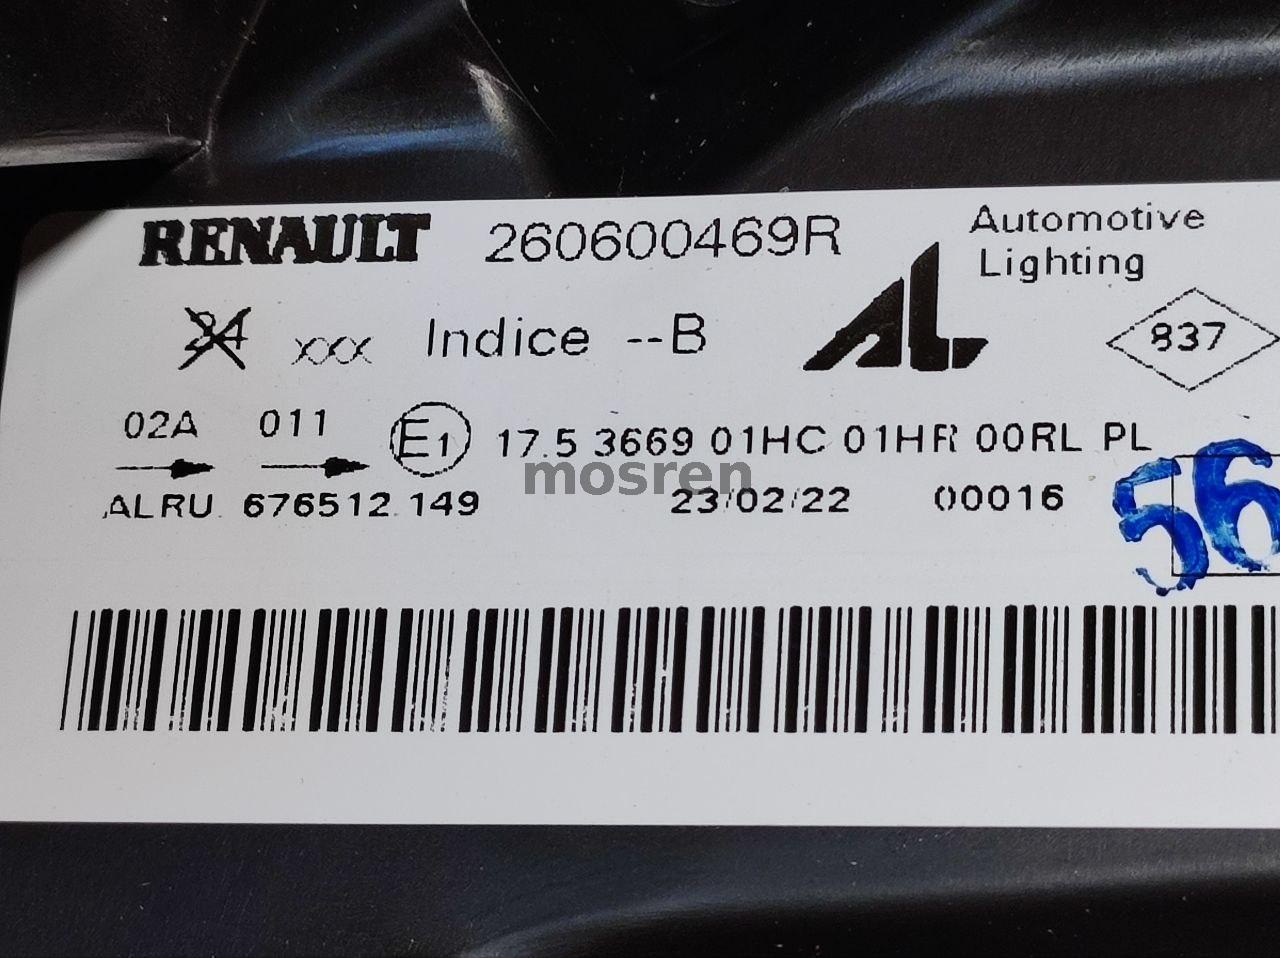 RENAULT 260600469R Automotive
Lighting
xxx Indice --B AL 837
02A 011 E1 17.5 3669 01HC 01HR 00RL PL
mosren
ALRU 676512.149 23/02/22 00016 56